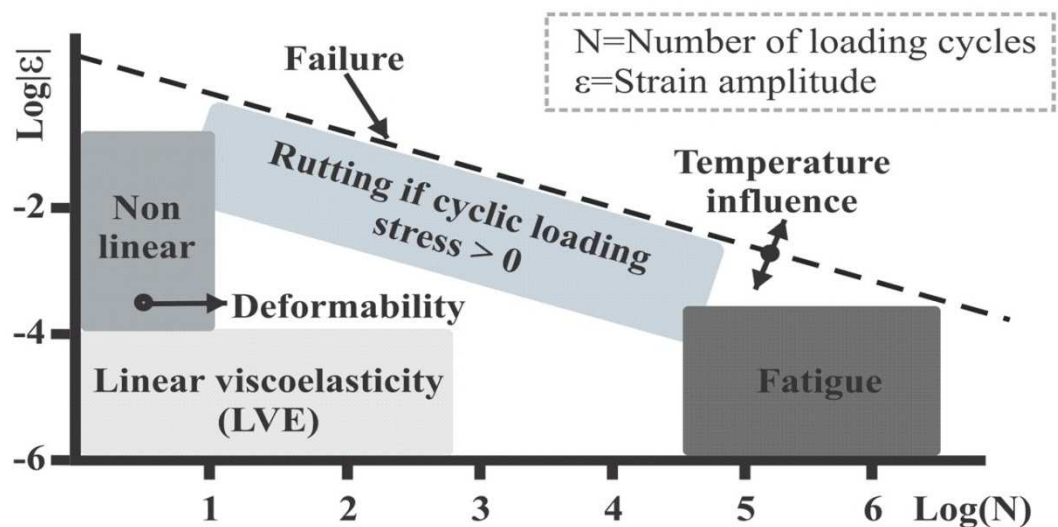 N=Number of loading cycles
ε=Strain amplitude
Log|ε|
Failure
Rutting if cyclic loading
stress > 0
Temperature
influence
-2
Non
linear
Deformability
-4
Linear viscoelasticity
(LVE)
Fatigue
-6
1 2 3 4 5 6 Log(N)